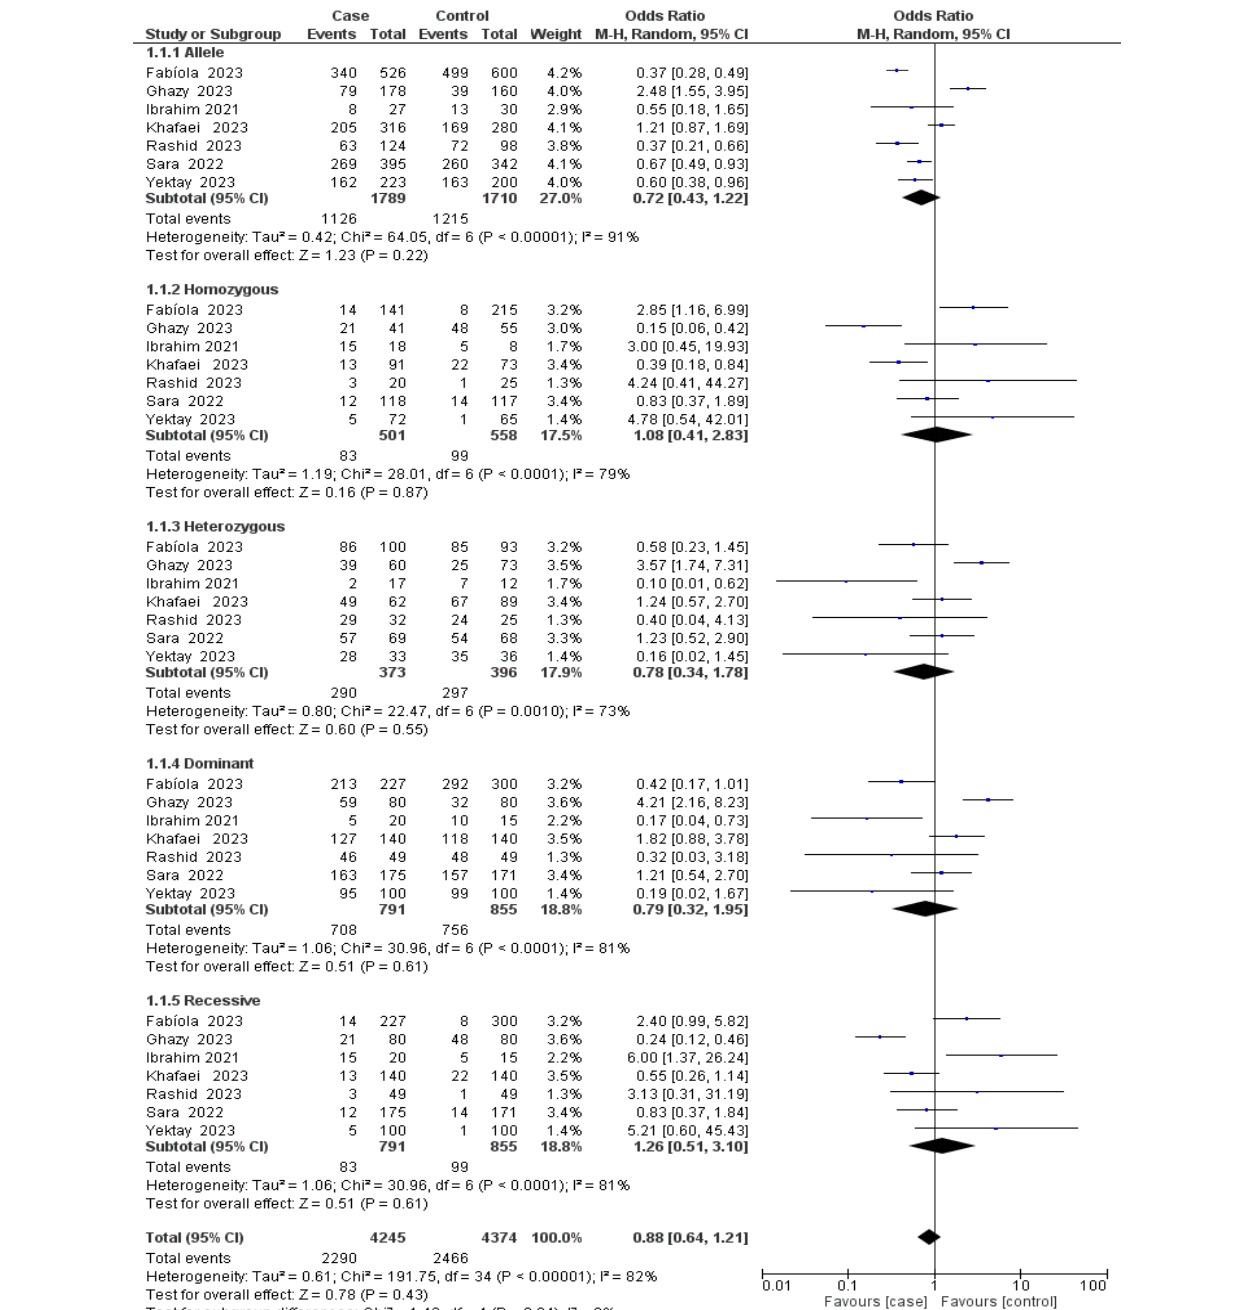 Case Control Odds Ratio Odds Ratio
Study or Subgroup Events Total Events Total Weight M-H, Random, 95% CI M-H, Random, 95% CI
1.1.1 Allele
Fabíola 2023 340 526 499 600 4.2% 0.37 [0.28, 0.49]
Ghazy 2023 79 178 39 160 4.0% 2.48 [1.55, 3.95]
Ibrahim 2021 8 27 13 30 2.9% 0.55 [0.18, 1.65]
Khafaei 2023 205 316 169 280 4.1% 1.21 [0.87, 1.69]
Rashid 2023 63 124 72 98 3.8% 0.37 [0.21, 0.66]
Sara 2022 269 395 260 342 4.1% 0.67 [0.49, 0.93]
Yektay 2023 162 223 163 200 4.0% 0.60 [0.38, 0.96]
Subtotal (95% CI) 1789 1710 27.0% 0.72 [0.43, 1.22]
Total events 1126 1215
Heterogeneity: Tau² = 0.42; Chi² = 64.05, df = 6 (P < 0.00001); I² = 91%
Test for overall effect: Z = 1.23 (P = 0.22)
1.1.2 Homozygous
Fabíola 2023 14 141 8 215 3.2% 2.85 [1.16, 6.99]
Ghazy 2023 21 41 48 55 3.0% 0.15 [0.06, 0.42]
Ibrahim 2021 15 18 5 8 1.7% 3.00 [0.45, 19.93]
Khafaei 2023 13 91 22 73 3.4% 0.39 [0.18, 0.84]
Rashid 2023 3 20 1 25 1.3% 4.24 [0.41, 44.27]
Sara 2022 12 118 14 117 3.4% 0.83 [0.37, 1.89]
Yektay 2023 5 72 1 65 1.4% 4.78 [0.54, 42.01]
Subtotal (95% CI) 501 558 17.5% 1.08 [0.41, 2.83]
Total events 83 99
Heterogeneity: Tau² = 1.19; Chi² = 28.01, df = 6 (P < 0.0001); I² = 79%
Test for overall effect: Z = 0.16 (P = 0.87)
1.1.3 Heterozygous
Fabíola 2023 86 100 85 93 3.2% 0.58 [0.23, 1.45]
Ghazy 2023 39 60 25 73 3.5% 3.57 [1.74, 7.31]
Ibrahim 2021 2 17 7 12 1.7% 0.10 [0.01, 0.62]
Khafaei 2023 49 62 67 89 3.4% 1.24 [0.57, 2.70]
Rashid 2023 29 32 24 25 1.3% 0.40 [0.04, 4.13]
Sara 2022 57 69 54 68 3.3% 1.23 [0.52, 2.90]
Yektay 2023 28 33 35 36 1.4% 0.16 [0.02, 1.45]
Subtotal (95% CI) 373 396 17.9% 0.78 [0.34, 1.78]
Total events 290 297
Heterogeneity: Tau² = 0.80; Chi² = 22.47, df = 6 (P = 0.0010); I² = 73%
Test for overall effect: Z = 0.60 (P = 0.55)
1.1.4 Dominant
Fabíola 2023 213 227 292 300 3.2% 0.42 [0.17, 1.01]
Ghazy 2023 59 80 32 80 3.6% 4.21 [2.16, 8.23]
Ibrahim 2021 5 20 10 15 2.2% 0.17 [0.04, 0.73]
Khafaei 2023 127 140 118 140 3.5% 1.82 [0.88, 3.78]
Rashid 2023 46 49 48 49 1.3% 0.32 [0.03, 3.18]
Sara 2022 163 175 157 171 3.4% 1.21 [0.54, 2.70]
Yektay 2023 95 100 99 100 1.4% 0.19 [0.02, 1.67]
Subtotal (95% CI) 791 855 18.8% 0.79 [0.32, 1.95]
Total events 708 756
Heterogeneity: Tau² = 1.06; Chi² = 30.96, df = 6 (P < 0.0001); I² = 81%
Test for overall effect: Z = 0.51 (P = 0.61)
1.1.5 Recessive
Fabíola 2023 14 227 8 300 3.2% 2.40 [0.99, 5.82]
Ghazy 2023 21 80 48 80 3.6% 0.24 [0.12, 0.46]
Ibrahim 2021 15 20 5 15 2.2% 6.00 [1.37, 26.24]
Khafaei 2023 13 140 22 140 3.5% 0.55 [0.26, 1.14]
Rashid 2023 3 49 1 49 1.3% 3.13 [0.31, 31.19]
Sara 2022 12 175 14 171 3.4% 0.83 [0.37, 1.84]
Yektay 2023 5 100 1 100 1.4% 5.21 [0.60, 45.43]
Subtotal (95% CI) 791 855 18.8% 1.26 [0.51, 3.10]
Total events 83 99
Heterogeneity: Tau² = 1.06; Chi² = 30.96, df = 6 (P < 0.0001); I² = 81%
Test for overall effect: Z = 0.51 (P = 0.61)
Total (95% CI) 4245 4374 100.0% 0.88 [0.64, 1.21]
Total events 2290 2466
Heterogeneity: Tau² = 0.61; Chi² = 191.75, df = 34 (P < 0.00001); I² = 82%
Test for overall effect: Z = 0.78 (P = 0.43)
0.01 0.1 1 10 100
Favours [case] Favours [control]